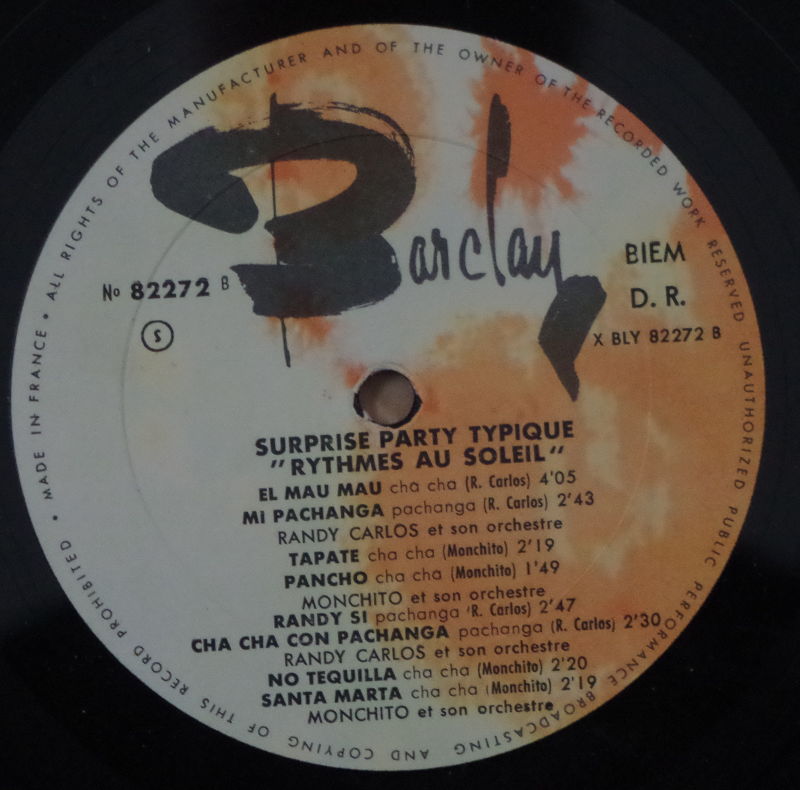 MADE IN FRANCE • ALL RIGHTS OF THE MANUFACTURER AND OF THE OWNER OF THE RECORDED WORK RESERVED UNAUTHORIZED PUBLIC PERFORMANCE BROADCASTING AND COPYING OF THIS RECORD PROHIBITED •
Barclay
No 82272 B
S
BIEM
D. R.
X BLY 82272 B
SURPRISE PARTY TYPIQUE
"RYTHMES AU SOLEIL"
EL MAU MAU cha cha (R. Carlos) 4'05
MI PACHANGA pachanga (R. Carlos) 2'43
RANDY CARLOS et son orchestre
TAPATE cha cha (Monchito) 2'19
PANCHO cha cha (Monchito) 1'49
MONCHITO et son orchestre
RANDY SI pachanga (R. Carlos) 2'47
CHA CHA CON PACHANGA pachanga (R. Carlos) 2'30
RANDY CARLOS et son orchestre
NO TEQUILLA cha cha (Monchito) 2'20
SANTA MARTA cha cha (Monchito) 2'19
MONCHITO et son orchestre